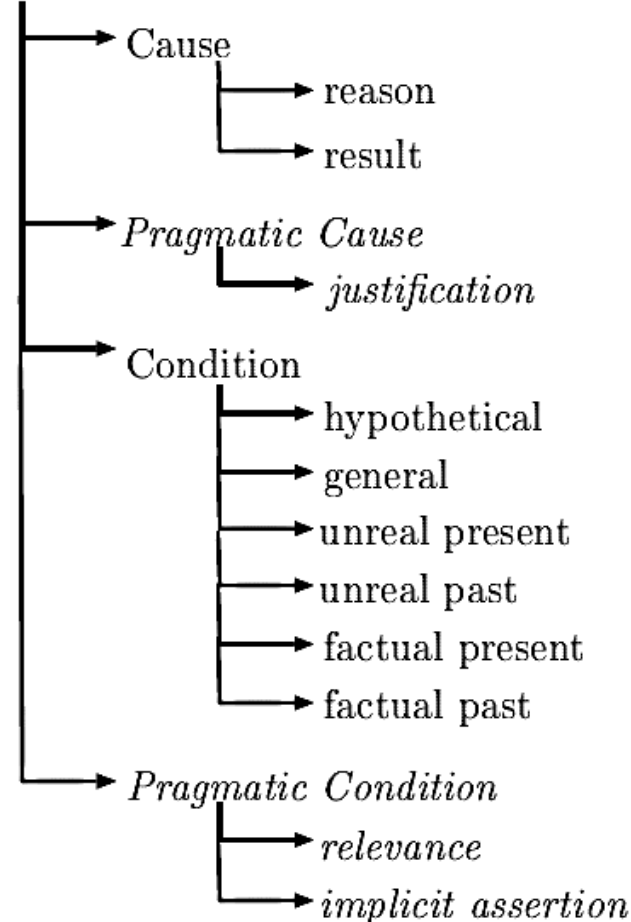 Cause
reason
result
Pragmatic Cause
justification
Condition
hypothetical
general
unreal present
unreal past
factual present
factual past
Pragmatic Condition
relevance
implicit assertion